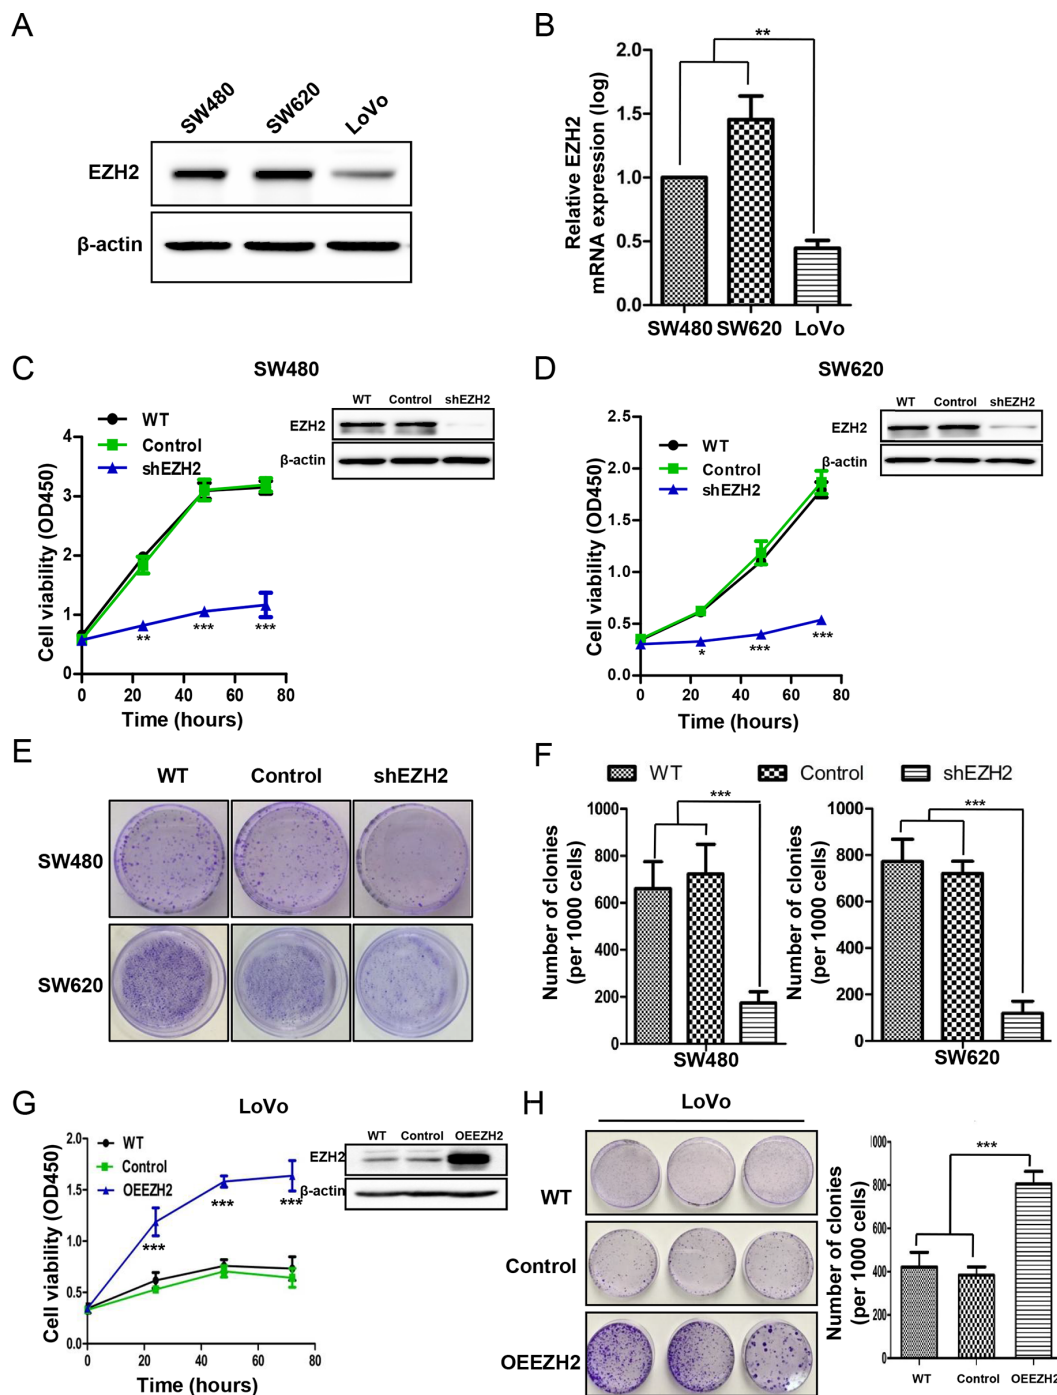 A
SW480 SW620 LoVo
EZH2
β-actin
B
Relative EZH2
mRNA expression (log)
2.0
1.5
1.0
0.5
0.0
**
SW480 SW620 LoVo
C
SW480
WT
Control
shEZH2
Cell viability (OD450)
4
3
2
1
0
** *** ***
0 20 40 60 80
Time (hours)
WT Control shEZH2
EZH2
β-actin
D
SW620
WT
Control
shEZH2
Cell viability (OD450)
2.5
2.0
1.5
1.0
0.5
0.0
* *** ***
0 20 40 60 80
Time (hours)
WT Control shEZH2
EZH2
β-actin
E
WT Control shEZH2
SW480
SW620
F
WT Control shEZH2
Number of clonies
(per 1000 cells)
1000
800
600
400
200
0
***
SW480
Number of clonies
(per 1000 cells)
1000
800
600
400
200
0
***
SW620
G
LoVo
WT
Control
OEEZH2
Cell viability (OD450)
2.0
1.5
1.0
0.5
0.0
*** *** ***
0 20 40 60 80
Time (hours)
WT Control OEEZH2
EZH2
β-actin
H
LoVo
WT
Control
OEEZH2
Number of clonies
(per 1000 cells)
1000
800
600
400
200
0
***
WT Control OEEZH2